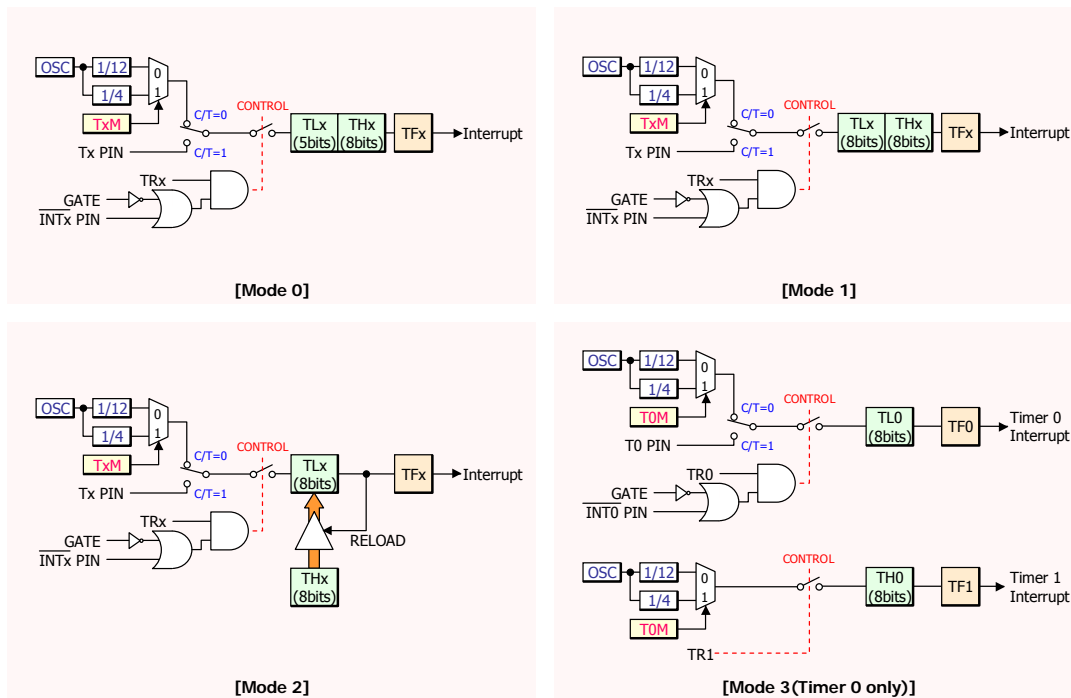 OSC
1/12
1/4
0
1
TxM
C/T=0
C/T=1
CONTROL
Tx PIN
TRx
GATE
INTx PIN
TLx
(5bits)
THx
(8bits)
TFx
Interrupt
[Mode 0]
OSC
1/12
1/4
0
1
TxM
C/T=0
C/T=1
CONTROL
Tx PIN
TRx
GATE
INTx PIN
TLx
(8bits)
THx
(8bits)
TFx
Interrupt
[Mode 1]
OSC
1/12
1/4
0
1
TxM
C/T=0
C/T=1
CONTROL
Tx PIN
TRx
GATE
INTx PIN
TLx
(8bits)
TFx
Interrupt
RELOAD
THx
(8bits)
[Mode 2]
OSC
1/12
1/4
0
1
T0M
C/T=0
C/T=1
CONTROL
T0 PIN
TR0
GATE
INT0 PIN
TL0
(8bits)
TF0
Timer 0
Interrupt
OSC
1/12
1/4
0
1
T0M
CONTROL
TR1
TH0
(8bits)
TF1
Timer 1
Interrupt
[Mode 3(Timer 0 only)]